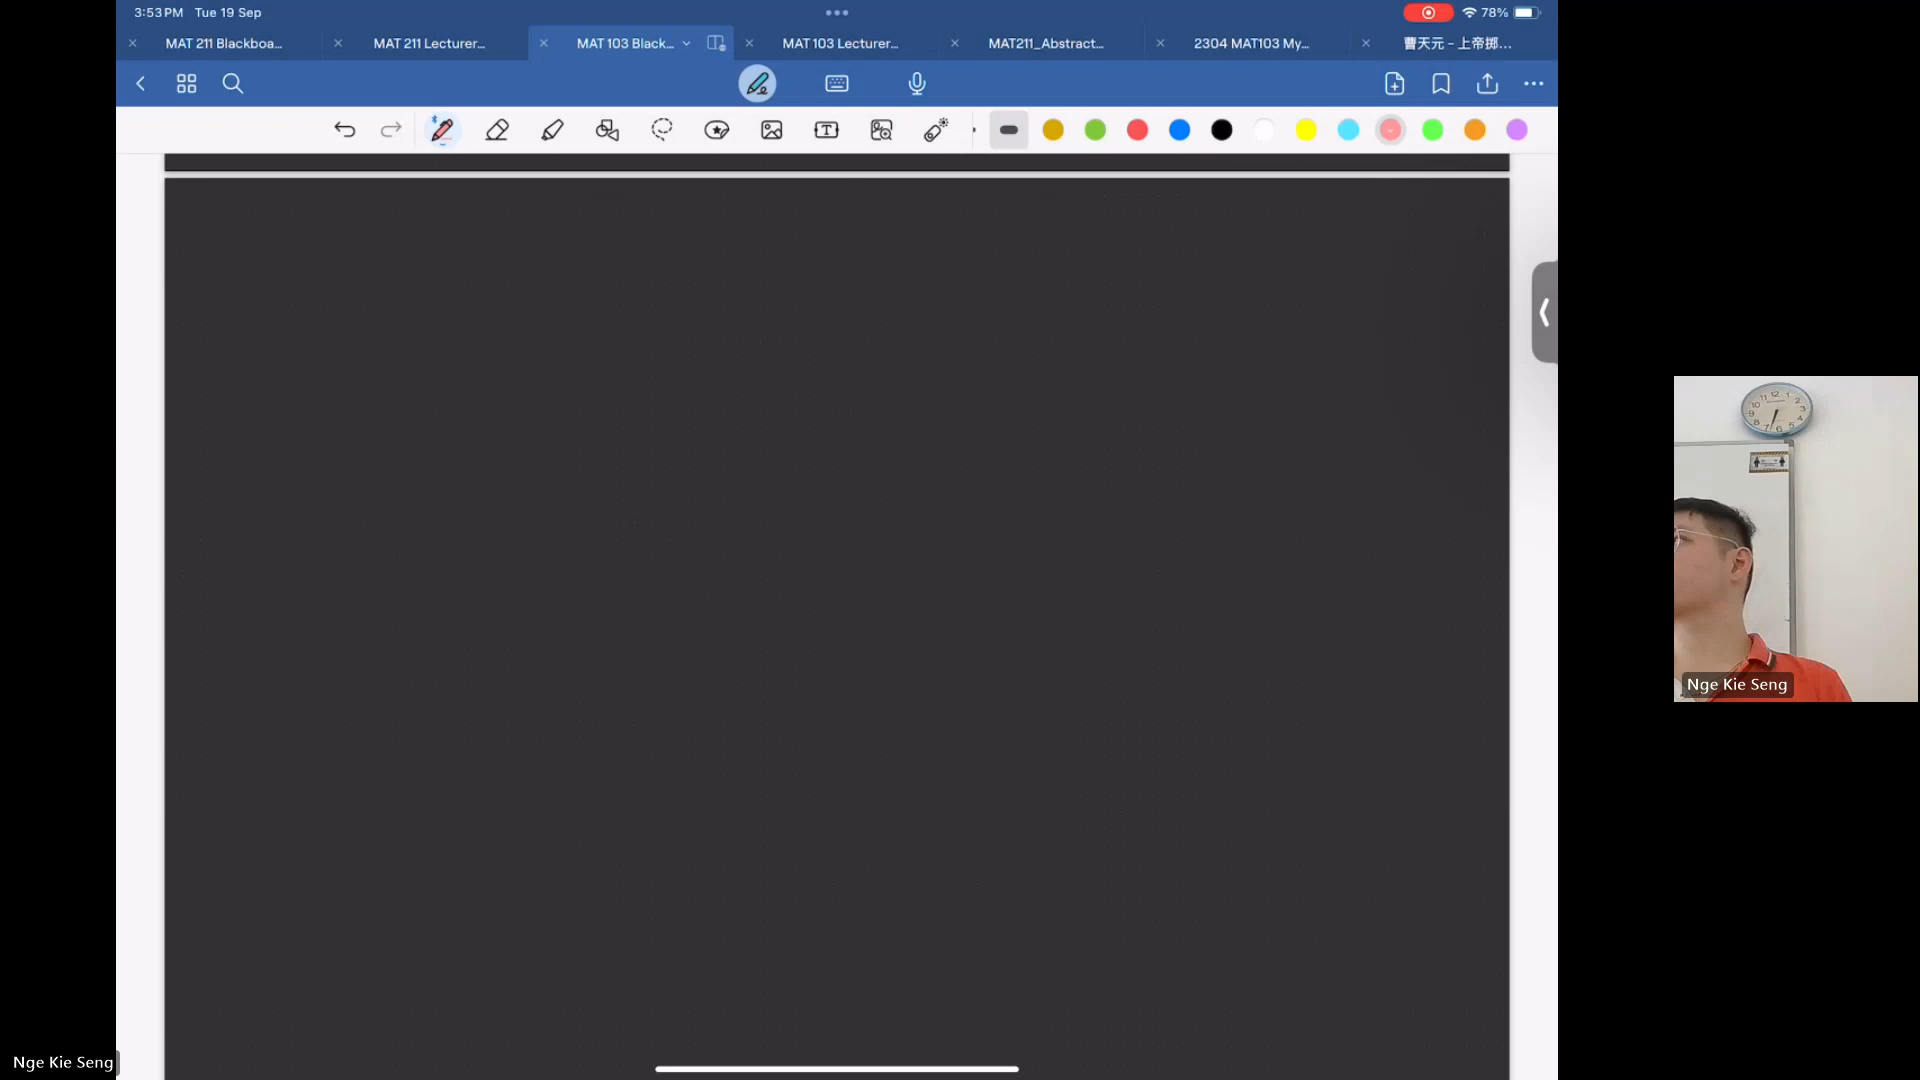 3:53 PM Tue 19 Sep
78%
MAT 211 Blackboa...
MAT 211 Lecturer...
MAT 103 Black...
MAT 103 Lecturer...
MAT211_Abstract...
2304 MAT103 My...
曹天元 - 上帝掷...
Nge Kie Seng
Nge Kie Seng